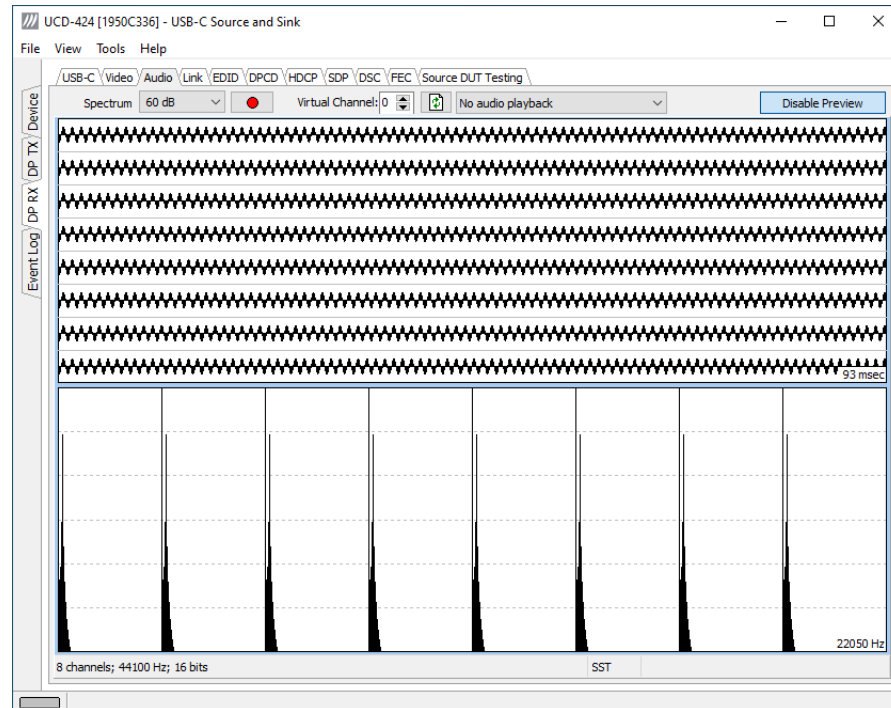 UCD-424 [1950C336] - USB-C Source and Sink
File View Tools Help
USB-C Video Audio Link EDID DPCD HDCP SDP DSC FEC Source DUT Testing
Spectrum 60 dB Virtual Channel: 0 No audio playback Disable Preview
Device
DP TX
DP RX
Event Log
93 msec
22050 Hz
8 channels; 44100 Hz; 16 bits SST